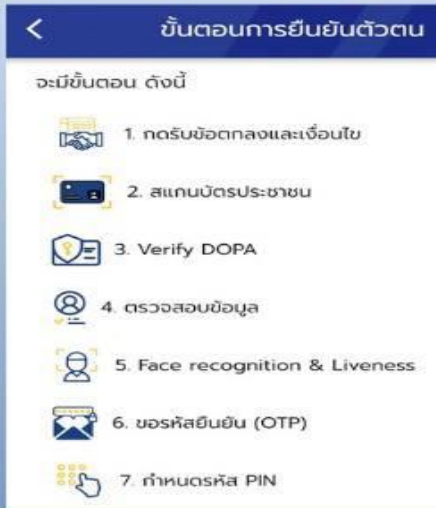 ขั้นตอนการยืนยันตัวตน
จะมีขั้นตอน ดังนี้
1. กดรับข้อตกลงและเงื่อนไข
2. สแกนบัตรประชาชน
3. Verify DOPA
4. ตรวจสอบข้อมูล
5. Face recognition & Liveness
6. ขอรหัสยืนยัน (OTP)
7. กำหนดรหัส PIN